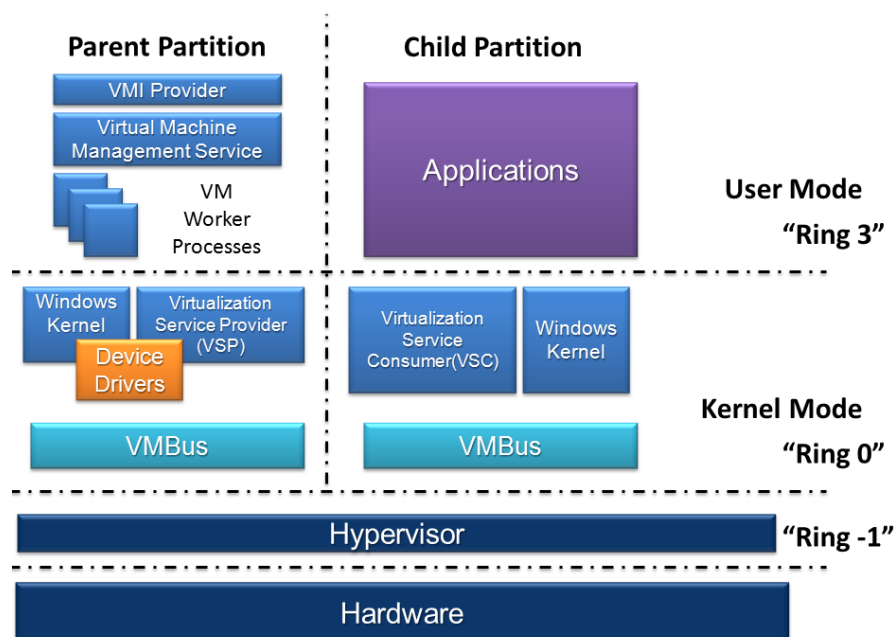 Parent Partition
Child Partition
VMI Provider
Virtual Machine
Management Service
VM
Worker
Processes
Applications
User Mode
“Ring 3”
Windows
Kernel
Virtualization
Service Provider
(VSP)
Device
Drivers
VMBus
Virtualization
Service
Consumer(VSC)
Windows
Kernel
VMBus
Kernel Mode
“Ring 0”
Hypervisor
“Ring -1”
Hardware